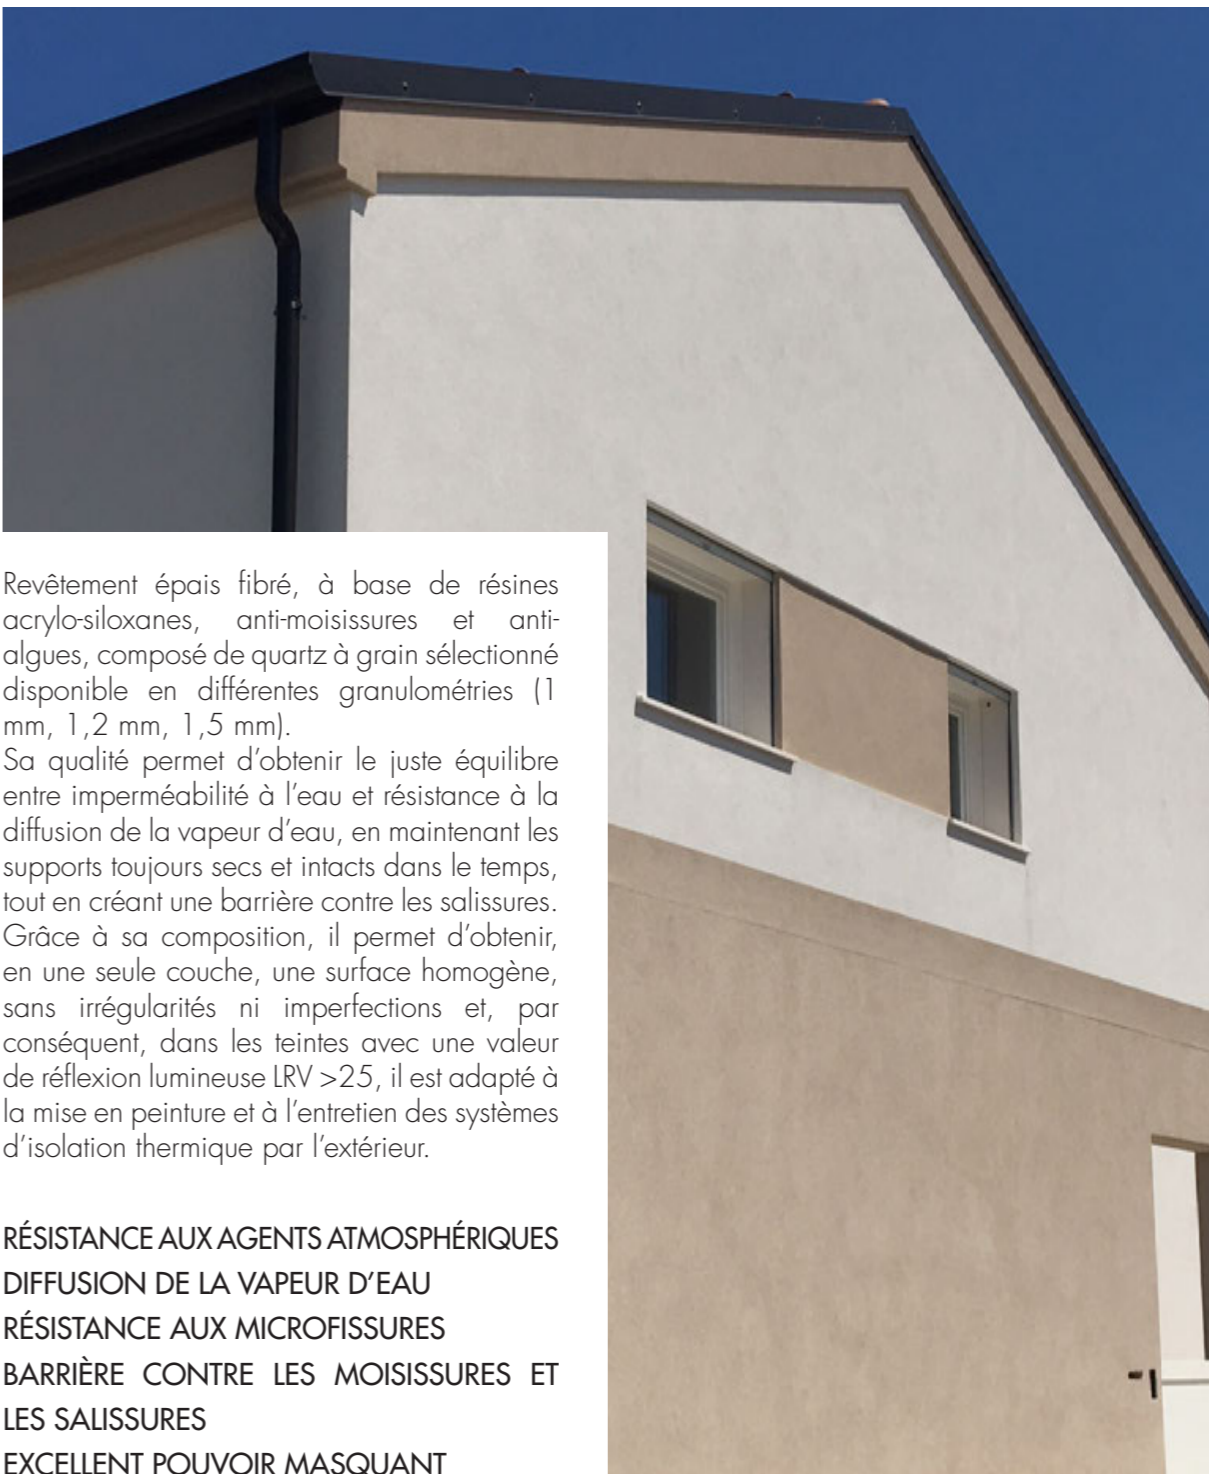 Revêtement épais fibré, à base de résines
acrylo-siloxanes, anti-moisissures et anti-
algues, composé de quartz à grain sélectionné
disponible en différentes granulométries (1
mm, 1,2 mm, 1,5 mm).
Sa qualité permet d’obtenir le juste équilibre
entre imperméabilité à l’eau et résistance à la
diffusion de la vapeur d’eau, en maintenant les
supports toujours secs et intacts dans le temps,
tout en créant une barrière contre les salissures.
Grâce à sa composition, il permet d’obtenir,
en une seule couche, une surface homogène,
sans irrégularités ni imperfections et, par
conséquent, dans les teintes avec une valeur
de réflexion lumineuse LRV >25, il est adapté à
la mise en peinture et à l’entretien des systèmes
d’isolation thermique par l’extérieur.
RÉSISTANCE AUX AGENTS ATMOSPHÉRIQUES
DIFFUSION DE LA VAPEUR D’EAU
RÉSISTANCE AUX MICROFISSURES
BARRIÈRE CONTRE LES MOISISSURES ET
LES SALISSURES
EXCELLENT POUVOIR MASQUANT